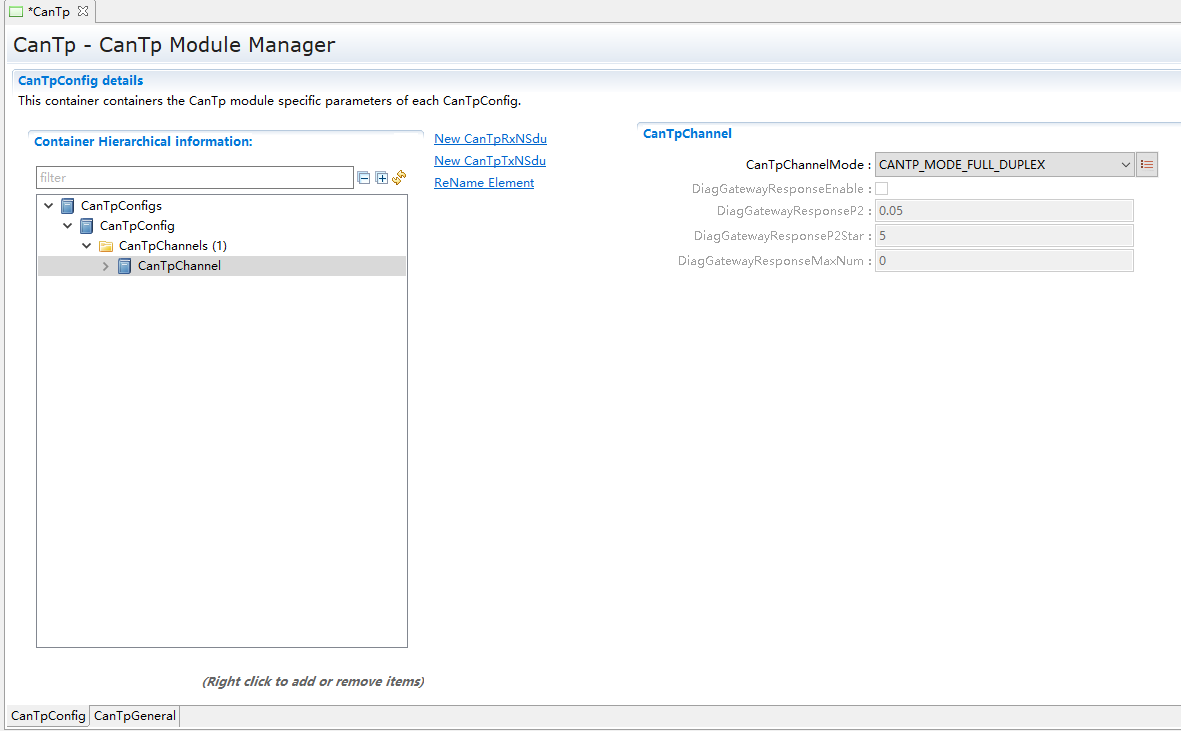 *CanTp
CanTp - CanTp Module Manager
CanTpConfig details
This container containers the CanTp module specific parameters of each CanTpConfig.
Container Hierarchical information:
filter
CanTpConfigs
CanTpConfig
CanTpChannels (1)
CanTpChannel
(Right click to add or remove items)
New CanTpRxNSdu
New CanTpTxNSdu
ReName Element
CanTpChannel
CanTpChannelMode : CANTP_MODE_FULL_DUPLEX
DiagGatewayResponseEnable :
DiagGatewayResponseP2 : 0.05
DiagGatewayResponseP2Star : 5
DiagGatewayResponseMaxNum : 0
CanTpConfig CanTpGeneral